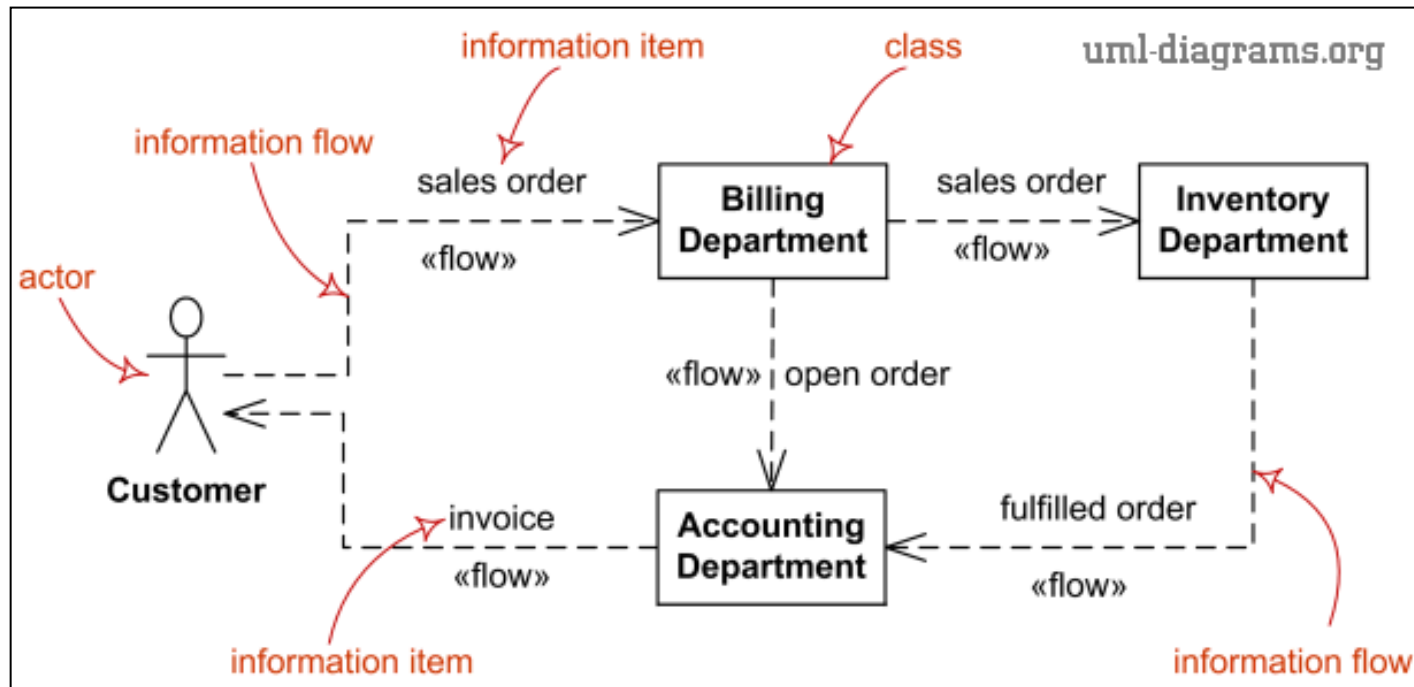 information item
class
uml-diagrams.org
information flow
sales order
Billing
Department
sales order
Inventory
Department
«flow»
«flow»
actor
«flow»
open order
Customer
invoice
Accounting
Department
fulfilled order
«flow»
«flow»
information item
information flow